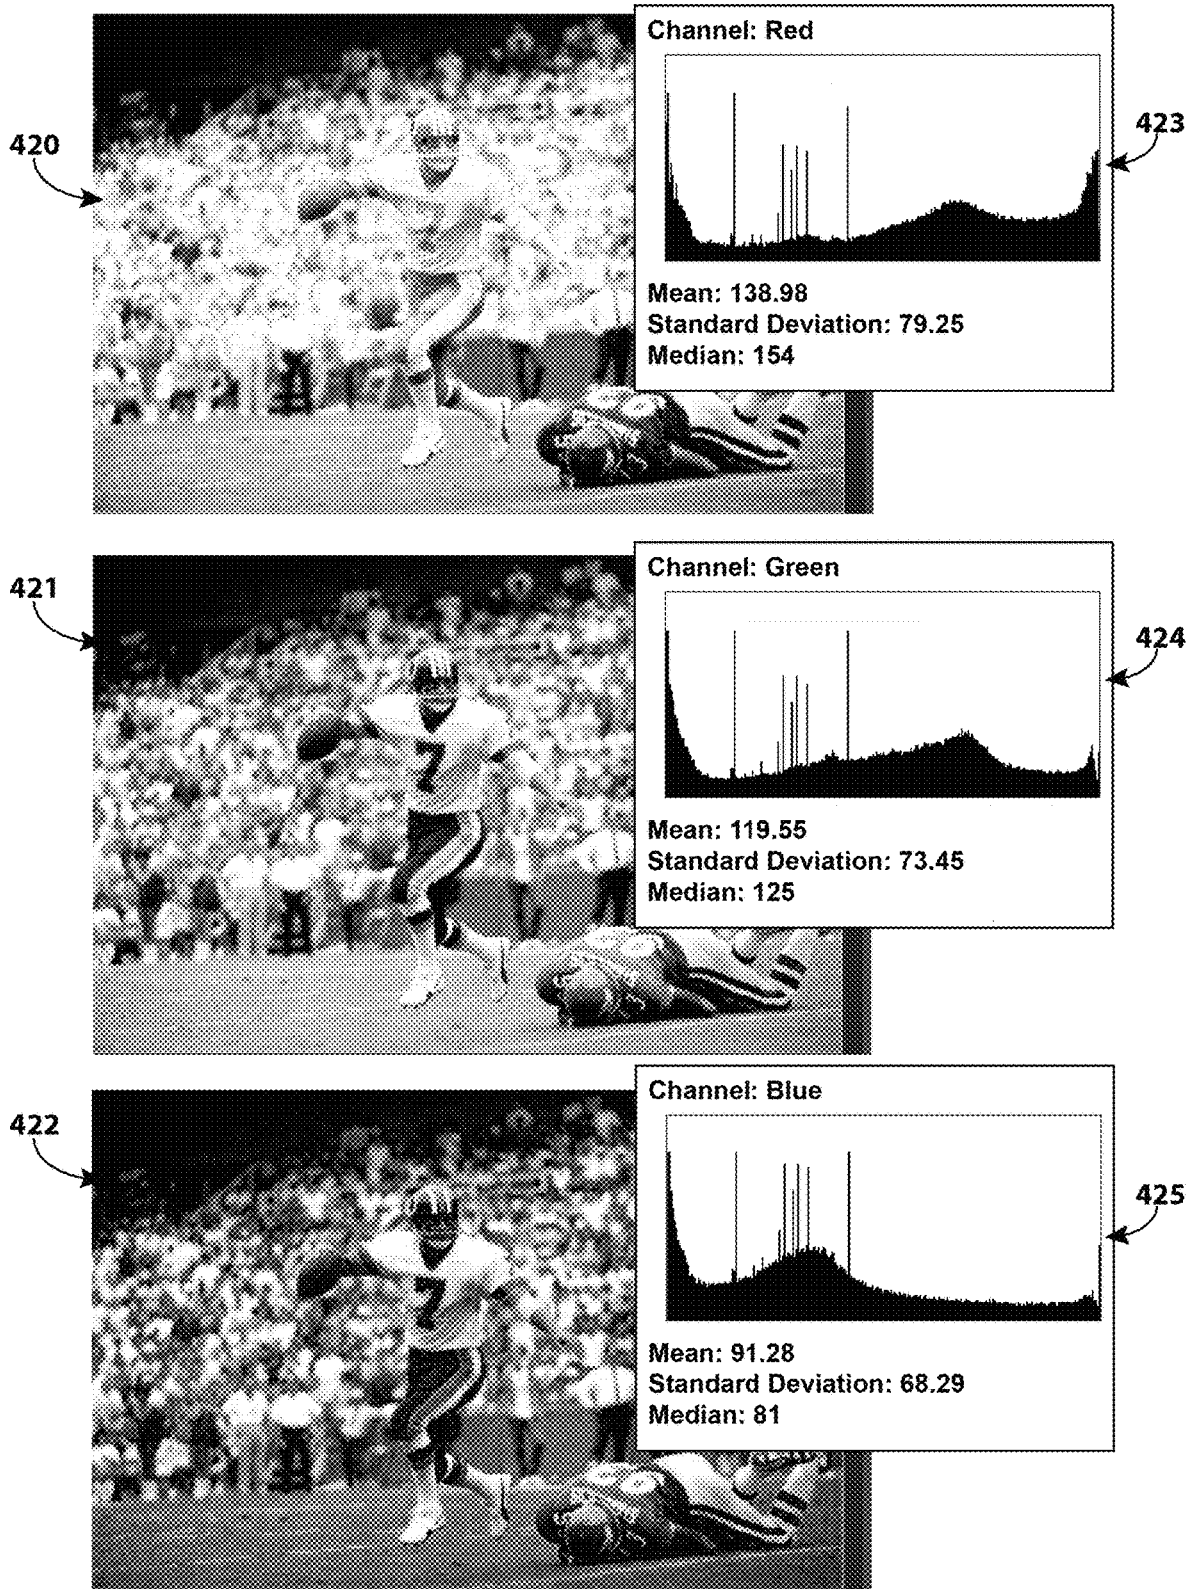 Channel: Red
420
423
Mean: 138.98
Standard Deviation: 79.25
Median: 154
Channel: Green
421
424
7
Mean: 119.55
Standard Deviation: 73.45
Median: 125
Channel: Blue
422
425
7
Mean: 91.28
Standard Deviation: 68.29
Median: 81